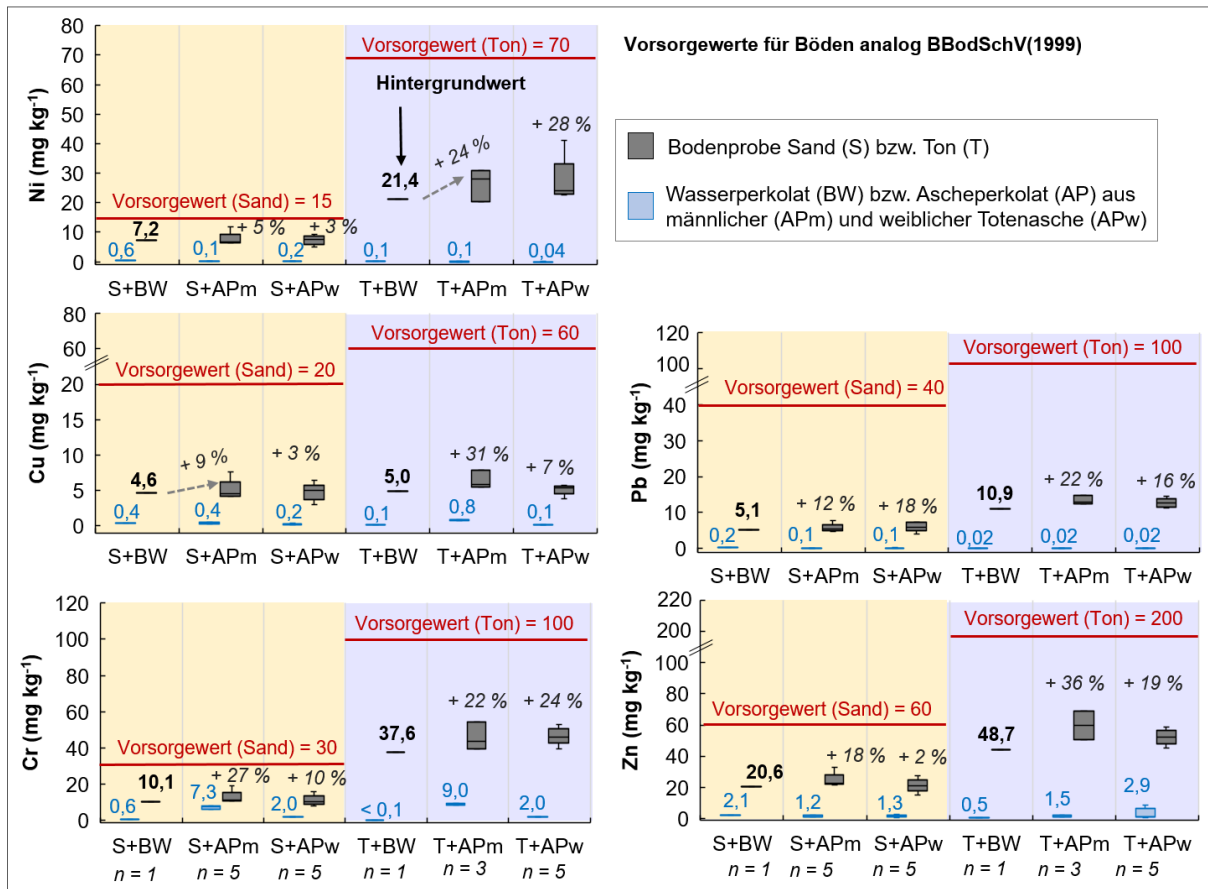 Vorsorgewerte für Böden analog BBodSchV(1999)
Bodenprobe Sand (S) bzw. Ton (T)
Wasserperkolat (BW) bzw. Ascheperkolat (AP) aus
männlicher (APm) und weiblicher Totenasche (APw)
Ni (mg kg⁻¹)
80
70
60
50
40
30
20
10
0
Vorsorgewert (Ton) = 70
Hintergrundwert
Vorsorgewert (Sand) = 15
+ 28 %
+ 24 %
21,4
7,2
+ 5 %
+ 3 %
0,6
0,1
0,2
0,1
0,1
0,04
S+BW S+APm S+APw T+BW T+APm T+APw
Cu (mg kg⁻¹)
80
60
20
15
10
5
0
Vorsorgewert (Ton) = 60
Vorsorgewert (Sand) = 20
4,6
+ 9 %
+ 3 %
5,0
+ 31 %
+ 7 %
0,4
0,4
0,2
0,1
0,8
0,1
S+BW S+APm S+APw T+BW T+APm T+APw
Pb (mg kg⁻¹)
120
100
40
30
20
10
0
Vorsorgewert (Ton) = 100
Vorsorgewert (Sand) = 40
5,1
+ 12 %
+ 18 %
10,9
+ 22 %
+ 16 %
0,2
0,1
0,1
0,02
0,02
0,02
S+BW S+APm S+APw T+BW T+APm T+APw
Cr (mg kg⁻¹)
120
100
80
60
40
20
0
Vorsorgewert (Ton) = 100
Vorsorgewert (Sand) = 30
10,1
+ 27 %
+ 10 %
37,6
+ 22 %
+ 24 %
0,6
7,3
2,0
< 0,1
9,0
2,0
S+BW S+APm S+APw T+BW T+APm T+APw
n = 1 n = 5 n = 5 n = 1 n = 3 n = 5
Zn (mg kg⁻¹)
220
200
80
60
40
20
0
Vorsorgewert (Ton) = 200
Vorsorgewert (Sand) = 60
20,6
+ 18 %
+ 2 %
48,7
+ 36 %
+ 19 %
2,1
1,2
1,3
0,5
1,5
2,9
S+BW S+APm S+APw T+BW T+APm T+APw
n = 1 n = 5 n = 5 n = 1 n = 3 n = 5